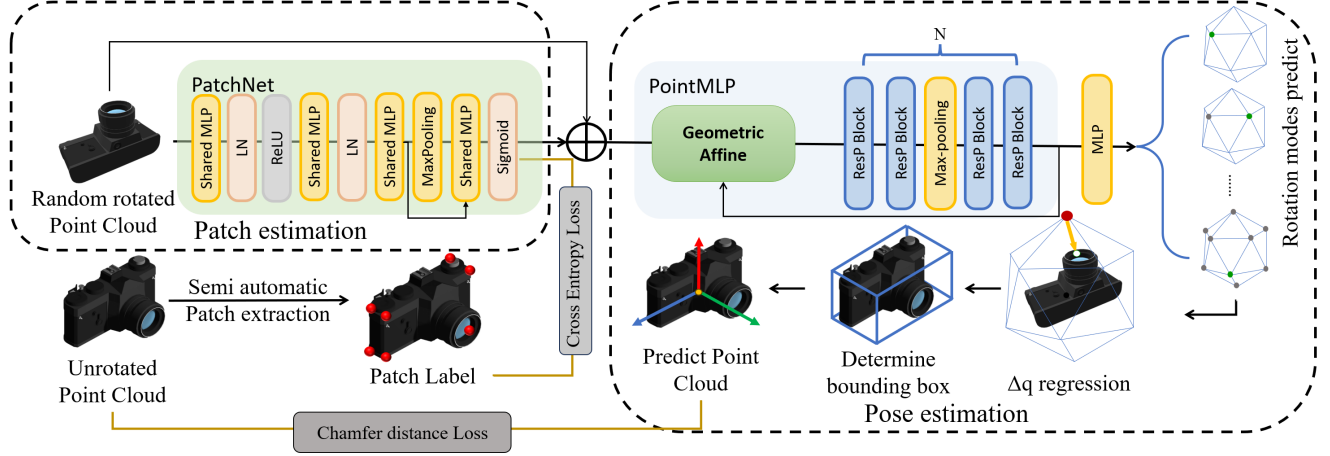 PatchNet
Shared MLP
LN
ReLU
Shared MLP
LN
Shared MLP
MaxPooling
Shared MLP
Sigmoid
Random rotated
Point Cloud
Patch estimation
Unrotated
Point Cloud
Semi automatic
Patch extraction
Patch Label
Cross Entropy Loss
Chamfer distance Loss
PointMLP
Geometric
Affine
N
ResP Block
ResP Block
Max-pooling
ResP Block
ResP Block
MLP
Rotation modes predict
......
Δq regression
Determine
bounding box
Predict Point
Cloud
Pose estimation